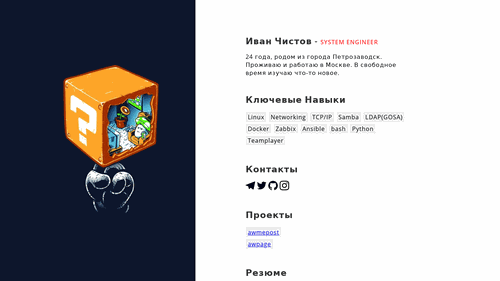 ?
Иван Чистов - SYSTEM ENGINEER
24 года, родом из города Петрозаводск.
Проживаю и работаю в Москве. В свободное
время изучаю что-то новое.
Ключевые Навыки
Linux Networking TCP/IP Samba LDAP(GOSA)
Docker Zabbix Ansible bash Python
Teamplayer
Контакты
Проекты
awmepost
awpage
Резюме